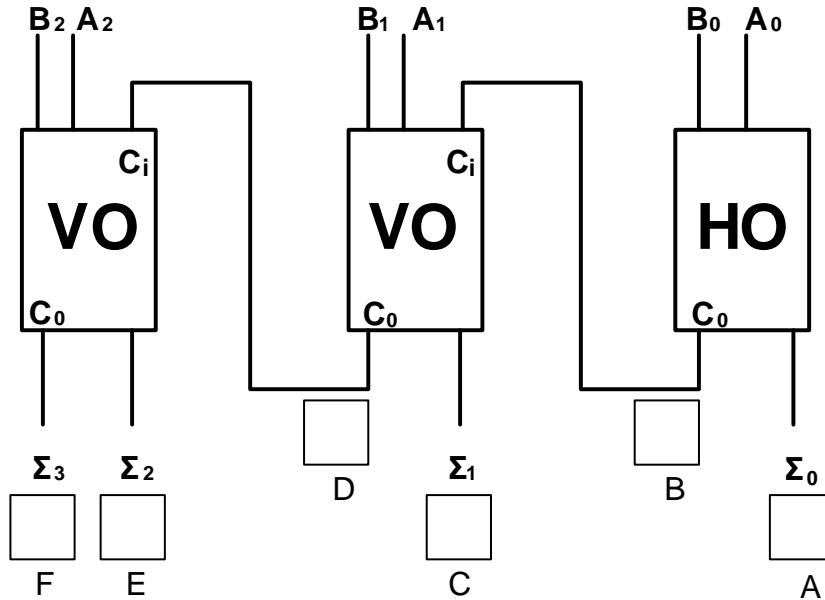 B₂ A₂ B₁ A₁ B₀ A₀
Cᵢ Cᵢ
VO VO HO
C₀ C₀ C₀
Σ₃ Σ₂ D Σ₁ B Σ₀
F E C A